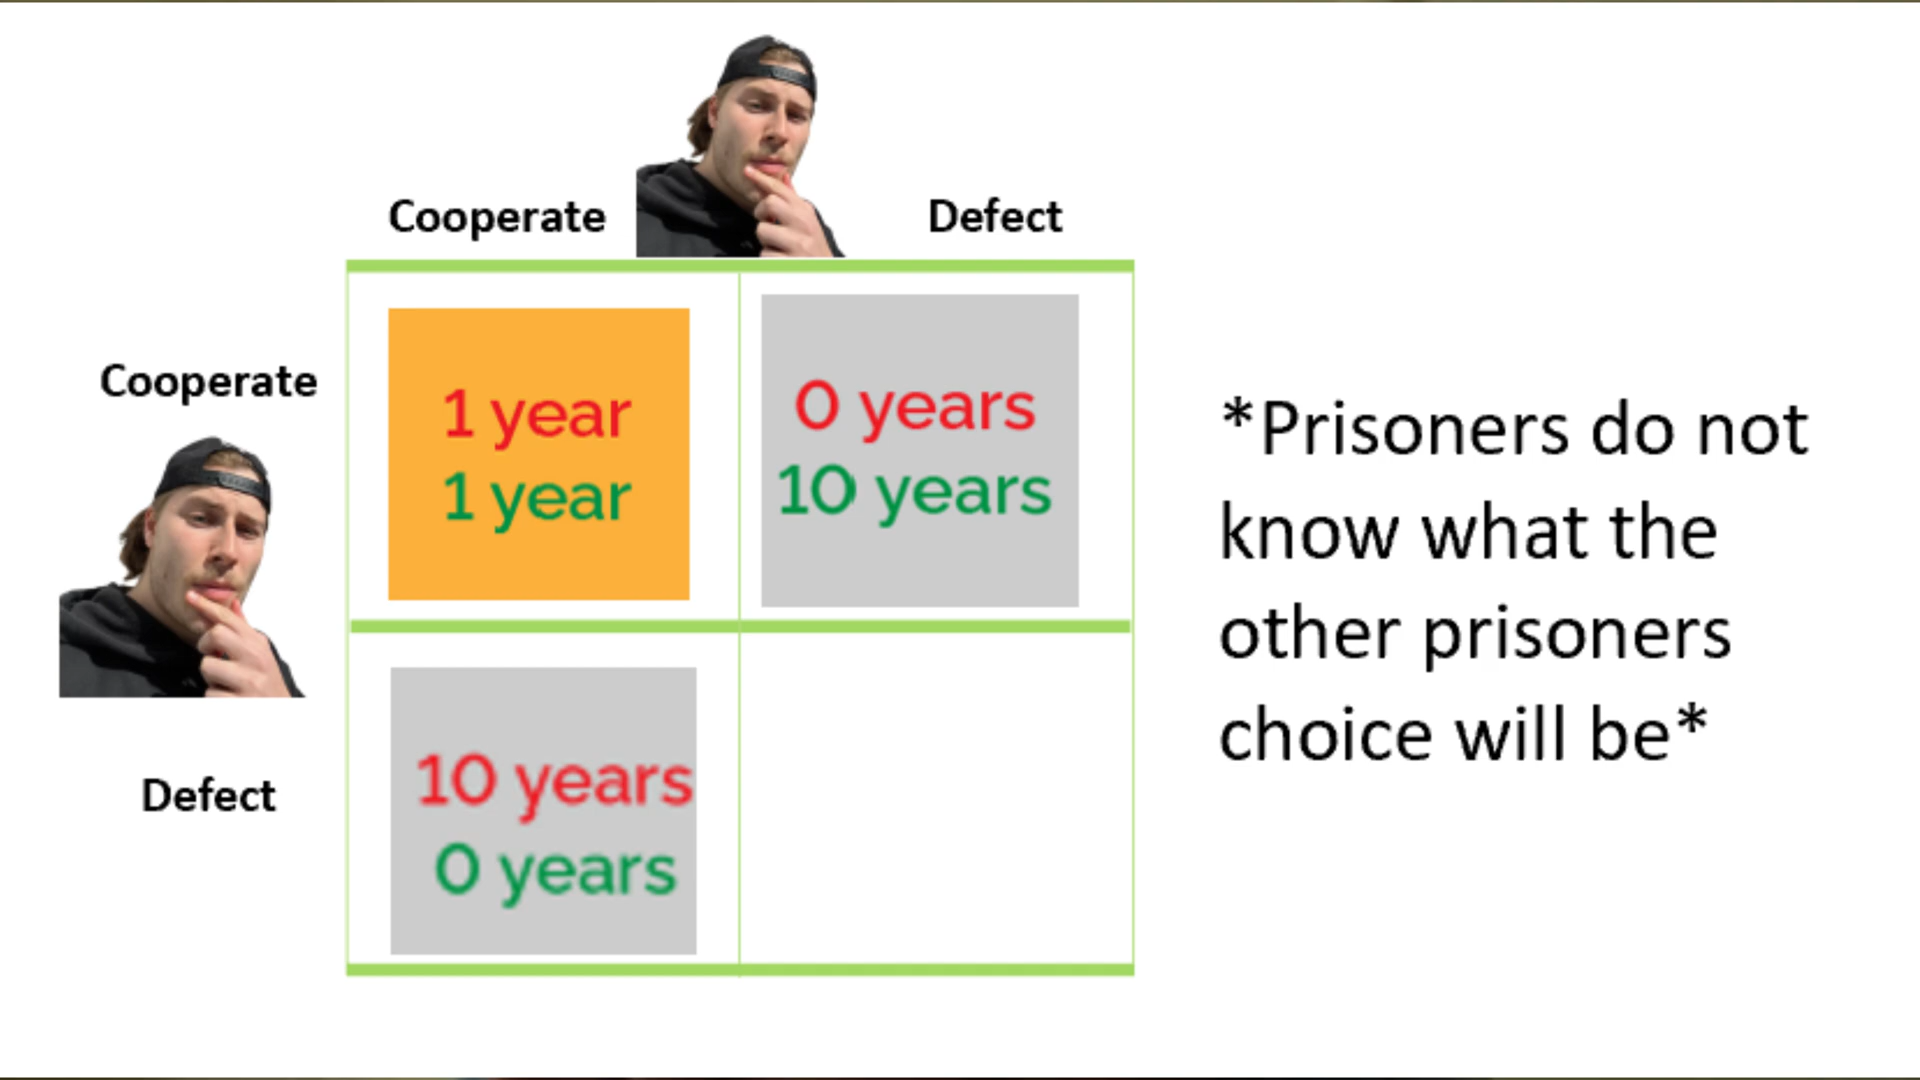 Cooperate
Defect
Cooperate
1 year
1 year
0 years
10 years
Defect
10 years
0 years
*Prisoners do not
know what the
other prisoners
choice will be*